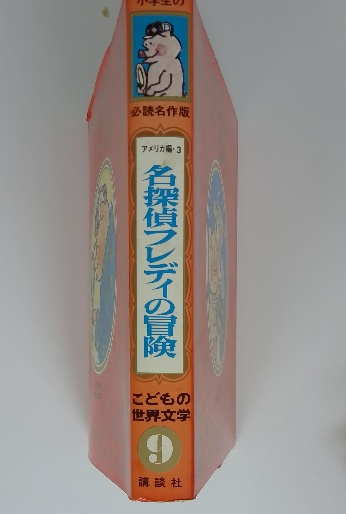 小学生の
必読名作版
アメリカ編・3
名探偵フレディの冒険
こどもの
世界文学
9
講談社